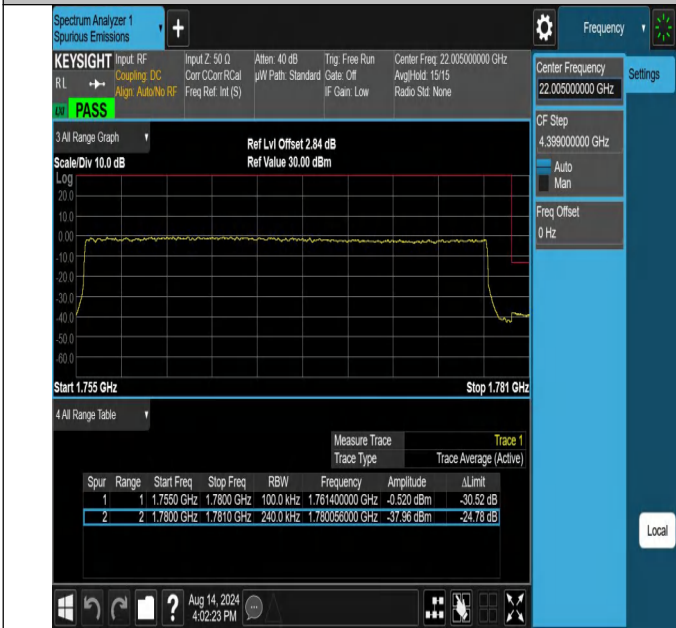 Spectrum Analyzer 1
Spurious Emissions
Frequency
KEYSIGHT
RL
PASS
Input: RF
Coupling: DC
Align: Auto/No RF
Input Z: 50 Ω
Corr CCorr RCal
Freq Ref: Int (S)
Atten: 40 dB
µW Path: Standard
Trig: Free Run
Gate: Off
IF Gain: Low
Center Freq: 22.005000000 GHz
Avg|Hold: 15/15
Radio Std: None
Center Frequency
22.005000000 GHz
Settings
CF Step
4.399000000 GHz
Auto
Man
Freq Offset
0 Hz
3 All Range Graph
Scale/Div 10.0 dB
Ref Lvl Offset 2.84 dB
Ref Value 30.00 dBm
Log
20.0
10.0
0.00
-10.0
-20.0
-30.0
-40.0
-50.0
-60.0
Start 1.755 GHz
Stop 1.781 GHz
4 All Range Table
Measure Trace Trace 1
Trace Type Trace Average (Active)
Spur Range Start Freq Stop Freq RBW Frequency Amplitude ΔLimit
1 1 1.7550 GHz 1.7800 GHz 100.0 kHz 1.761400000 GHz -0.520 dBm -30.52 dB
2 2 1.7800 GHz 1.7810 GHz 240.0 kHz 1.780056000 GHz -37.96 dBm -24.78 dB
Local
?
Aug 14, 2024
4:02:23 PM